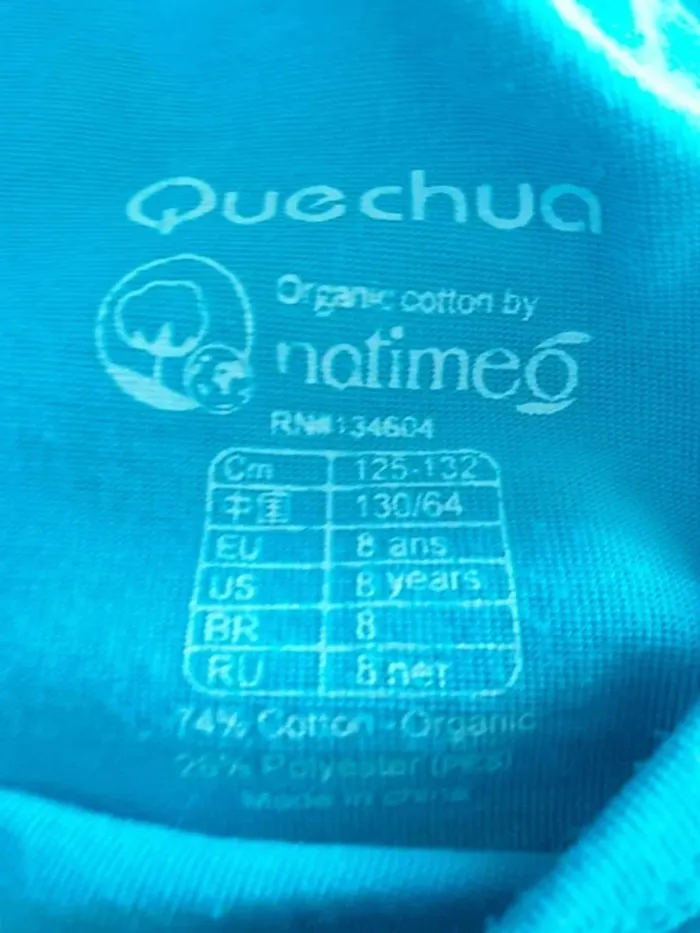 Quechua
Organic cotton by
natimeo
RN#134604
Cm 125-132
中国 130/64
EU 8 ans
US 8 years
BR 8
RU 8 лет
74% Cotton - Organic
26% Polyester (PES)
Made in china